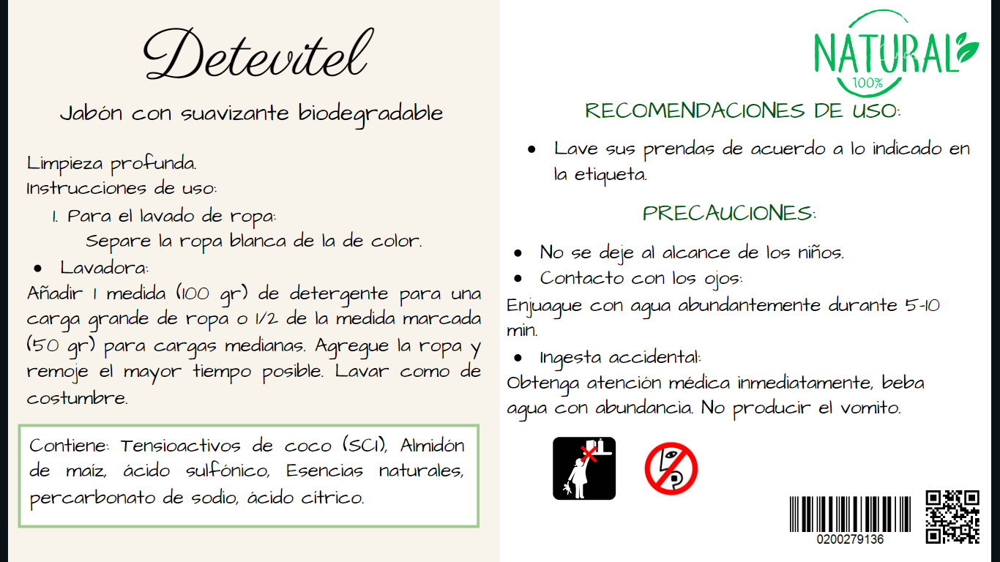 Detevitel
Jabón con suavizante biodegradable
Limpieza profunda.
Instrucciones de uso:
1. Para el lavado de ropa:
Separe la ropa blanca de la de color.
• Lavadora:
Añadir 1 medida (100 gr) de detergente para una
carga grande de ropa o 1/2 de la medida marcada
(50 gr) para cargas medianas. Agregue la ropa y
remoje el mayor tiempo posible. Lavar como de
costumbre.
Contiene: Tensioactivos de coco (SCI), Almidón
de maíz, ácido sulfónico, Esencias naturales,
percarbonato de sodio, ácido cítrico.
NATURAL
100%
RECOMENDACIONES DE USO:
• Lave sus prendas de acuerdo a lo indicado en
la etiqueta.
PRECAUCIONES:
• No se deje al alcance de los niños.
• Contacto con los ojos:
Enjuague con agua abundantemente durante 5-10
min.
• Ingesta accidental:
Obtenga atención médica inmediatamente, beba
agua con abundancia. No producir el vomito.
0200279136